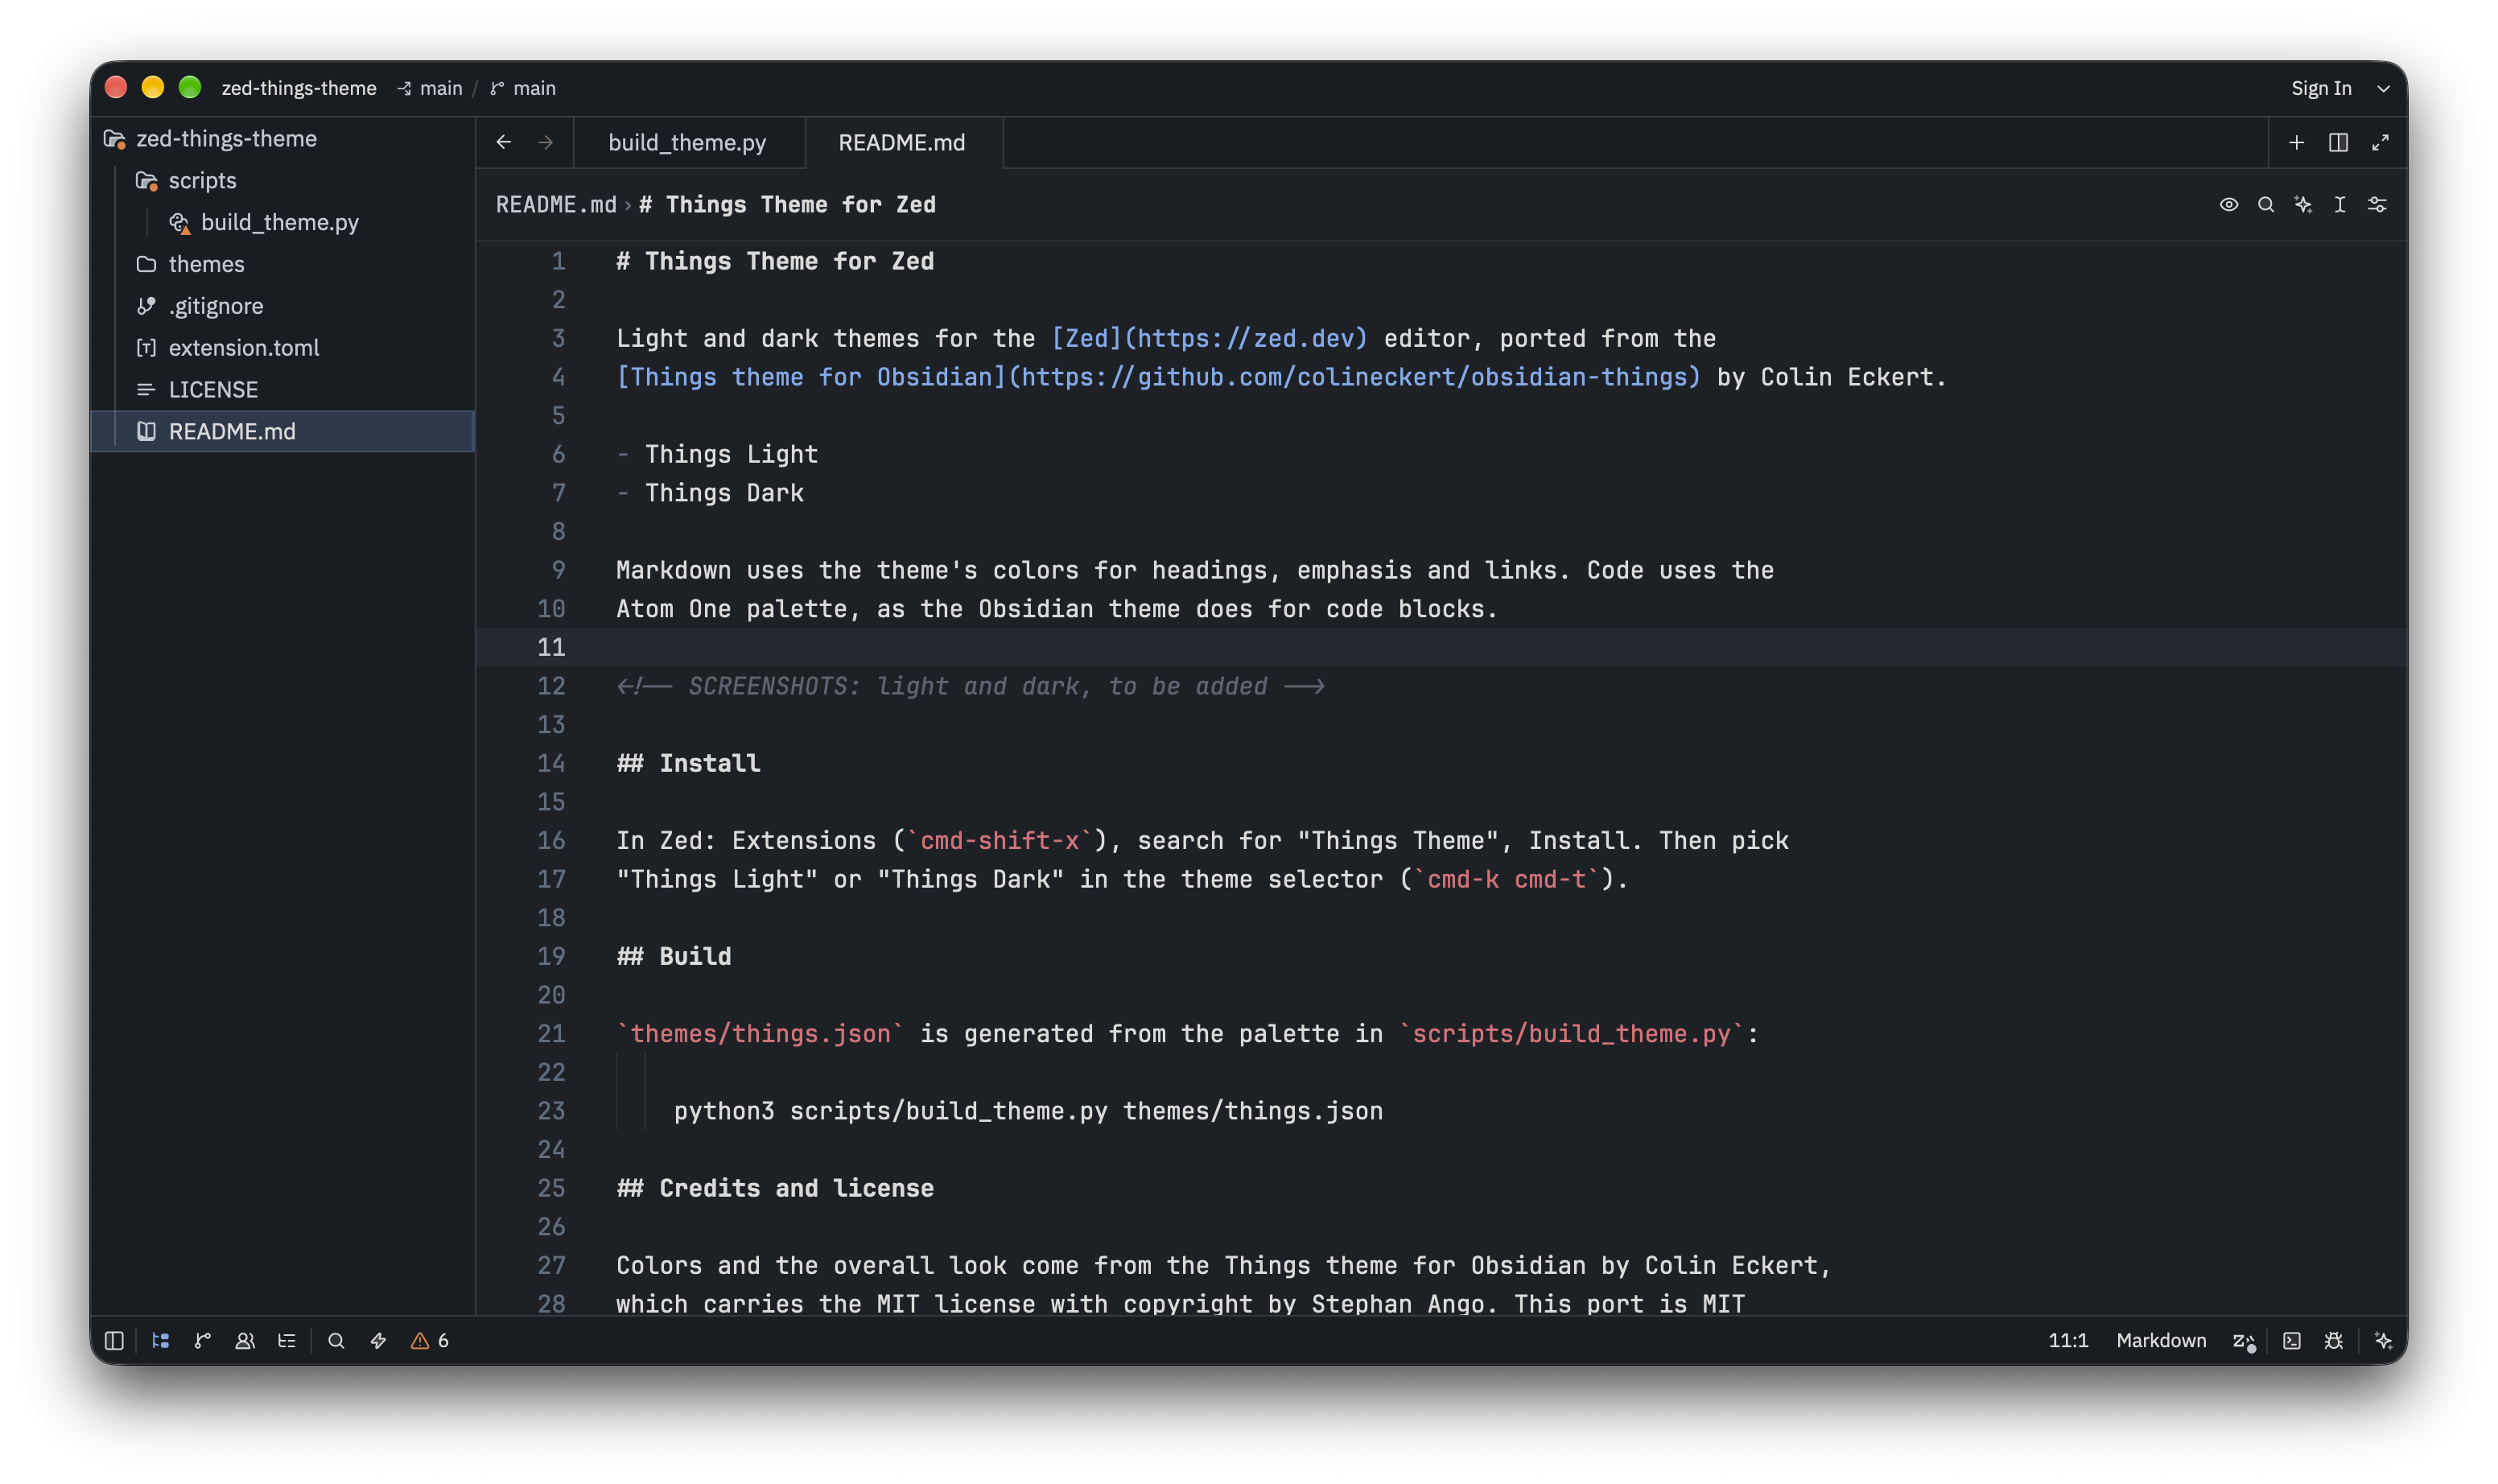 zed-things-theme main / main
Sign In
zed-things-theme
scripts
build_theme.py
themes
.gitignore
extension.toml
LICENSE
README.md
build_theme.py
README.md
README.md › # Things Theme for Zed
1 # Things Theme for Zed
2
3 Light and dark themes for the [Zed](https://zed.dev) editor, ported from the
4 [Things theme for Obsidian](https://github.com/colineckert/obsidian-things) by Colin Eckert.
5
6 - Things Light
7 - Things Dark
8
9 Markdown uses the theme's colors for headings, emphasis and links. Code uses the
10 Atom One palette, as the Obsidian theme does for code blocks.
11
12 <!-- SCREENSHOTS: light and dark, to be added -->
13
14 ## Install
15
16 In Zed: Extensions (`cmd-shift-x`), search for "Things Theme", Install. Then pick
17 "Things Light" or "Things Dark" in the theme selector (`cmd-k cmd-t`).
18
19 ## Build
20
21 `themes/things.json` is generated from the palette in `scripts/build_theme.py`:
22
23     python3 scripts/build_theme.py themes/things.json
24
25 ## Credits and license
26
27 Colors and the overall look come from the Things theme for Obsidian by Colin Eckert,
28 which carries the MIT license with copyright by Stephan Ango. This port is MIT
6
11:1 Markdown